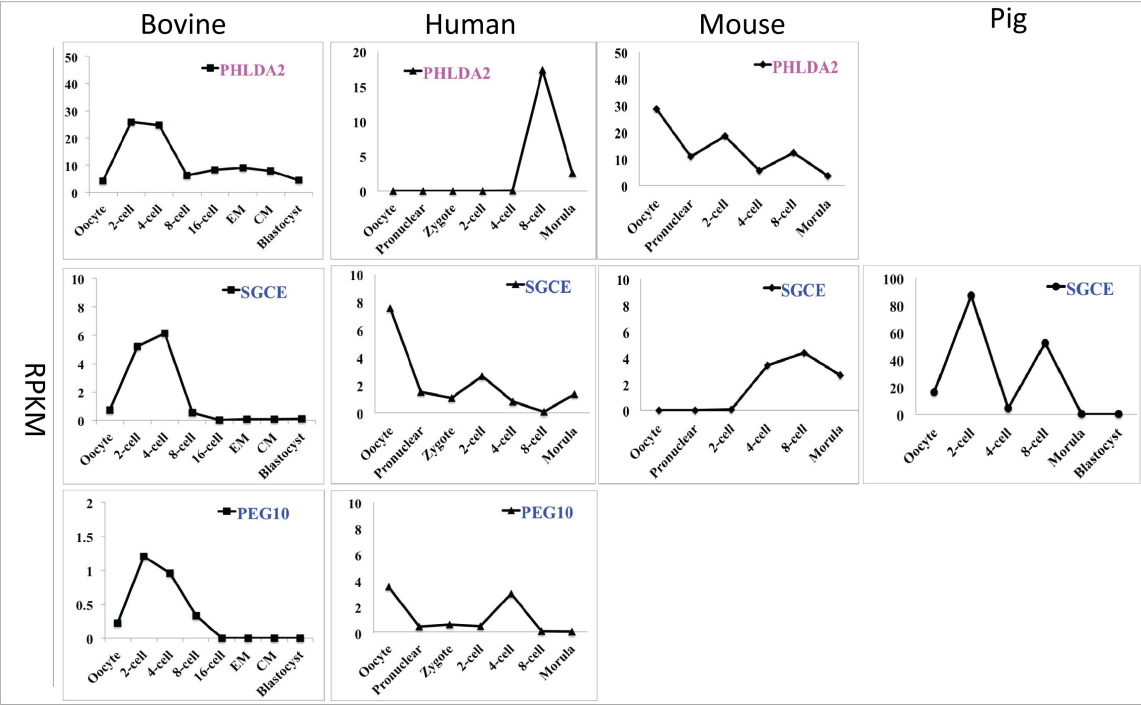 Bovine
Human
Mouse
Pig
RPKM
PHLDA2
50
40
30
20
10
0
Oocyte
2-cell
4-cell
8-cell
16-cell
EM
CM
Blastocyst
PHLDA2
20
15
10
5
0
Oocyte
Pronuclear
Zygote
2-cell
4-cell
8-cell
Morula
PHLDA2
50
40
30
20
10
0
Oocyte
Pronuclear
2-cell
4-cell
8-cell
Morula
SGCE
10
8
6
4
2
0
Oocyte
2-cell
4-cell
8-cell
16-cell
EM
CM
Blastocyst
SGCE
10
8
6
4
2
0
Oocyte
Pronuclear
Zygote
2-cell
4-cell
8-cell
Morula
SGCE
10
8
6
4
2
0
Oocyte
Pronuclear
2-cell
4-cell
8-cell
Morula
SGCE
100
80
60
40
20
0
Oocyte
2-cell
4-cell
8-cell
Morula
Blastocyst
PEG10
2
1.5
1
0.5
0
Oocyte
2-cell
4-cell
8-cell
16-cell
EM
CM
Blastocyst
PEG10
10
8
6
4
2
0
Oocyte
Pronuclear
Zygote
2-cell
4-cell
8-cell
Morula